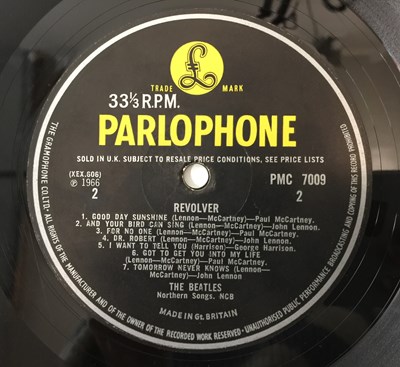 £
TRADE MARK
33⅓ R.P.M.
PARLOPHONE
SOLD IN U.K. SUBJECT TO RESALE PRICE CONDITIONS, SEE PRICE LISTS
(XEX.606)
℗ 1966
2
REVOLVER
PMC 7009
2
1. GOOD DAY SUNSHINE (Lennon—McCartney)—Paul McCartney.
2. AND YOUR BIRD CAN SING (Lennon—McCartney)—John Lennon.
3. FOR NO ONE (Lennon—McCartney)—Paul McCartney.
4. DR. ROBERT (Lennon—McCartney)—John Lennon.
5. I WANT TO TELL YOU (Harrison)—George Harrison.
6. GOT TO GET YOU INTO MY LIFE
(Lennon—McCartney)—Paul McCartney.
7. TOMORROW NEVER KNOWS (Lennon—
McCartney)—John Lennon
THE BEATLES
Northern Songs. NCB
MADE IN GT. BRITAIN
THE GRAMOPHONE CO. LTD. ALL RIGHTS OF THE MANUFACTURER AND OF THE OWNER OF THE RECORDED WORK RESERVED—UNAUTHORISED PUBLIC PERFORMANCE BROADCASTING AND COPYING OF THIS RECORD PROHIBITED